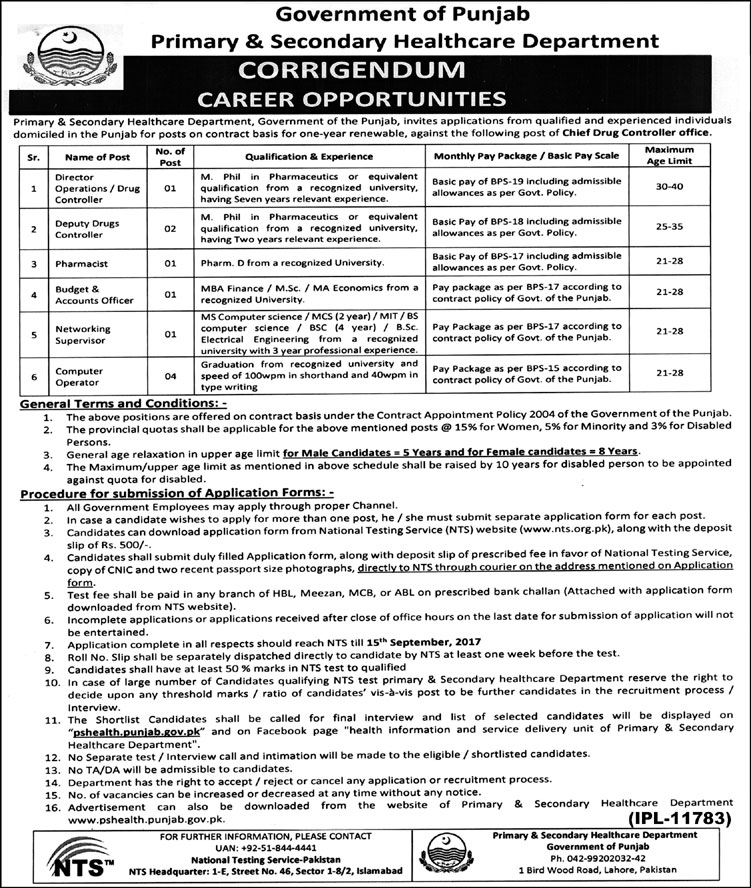 Government of Punjab
Primary & Secondary Healthcare Department
CORRIGENDUM
CAREER OPPORTUNITIES
Primary & Secondary Healthcare Department, Government of the Punjab, invites applications from qualified and experienced individuals
domiciled in the Punjab for posts on contract basis for one-year renewable, against the following post of Chief Drug Controller office.
Sr. Name of Post No. of Post Qualification & Experience Monthly Pay Package / Basic Pay Scale Maximum Age Limit
1 Director Operations / Drug Controller 01 M. Phil in Pharmaceutics or equivalent qualification from a recognized university, having Seven years relevant experience. Basic pay of BPS-19 including admissible allowances as per Govt. Policy. 30-40
2 Deputy Drugs Controller 02 M. Phil in Pharmaceutics or equivalent qualification from a recognized university, having Two years relevant experience. Basic Pay of BPS-18 including admissible allowances as per Govt. Policy. 25-35
3 Pharmacist 01 Pharm. D from a recognized University. Basic Pay of BPS-17 including admissible allowances as per Govt. Policy. 21-28
4 Budget & Accounts Officer 01 MBA Finance / M.Sc. / MA Economics from a recognized University. Pay package as per BPS-17 according to contract policy of Govt. of the Punjab. 21-28
5 Networking Supervisor 01 MS Computer science / MCS (2 year) / MIT / BS computer science / BSC (4 year) / B.Sc. Electrical Engineering from a recognized university with 3 year professional experience. Pay Package as per BPS-17 according to contract policy of Govt. of the Punjab. 21-28
6 Computer Operator 04 Graduation from recognized university and speed of 100wpm in shorthand and 40wpm in type writing Pay Package as per BPS-15 according to contract policy of Govt. of the Punjab. 21-28
General Terms and Conditions: -
1. The above positions are offered on contract basis under the Contract Appointment Policy 2004 of the Government of the Punjab.
2. The provincial quotas shall be applicable for the above mentioned posts @ 15% for Women, 5% for Minority and 3% for Disabled
Persons.
3. General age relaxation in upper age limit for Male Candidates = 5 Years and for Female candidates = 8 Years.
4. The Maximum/upper age limit as mentioned in above schedule shall be raised by 10 years for disabled person to be appointed
against quota for disabled.
Procedure for submission of Application Forms: -
1. All Government Employees may apply through proper Channel.
2. In case a candidate wishes to apply for more than one post, he / she must submit separate application form for each post.
3. Candidates can download application form from National Testing Service (NTS) website (www.nts.org.pk), along with the deposit
slip of Rs. 500/-.
4. Candidates shall submit duly filled Application form, along with deposit slip of prescribed fee in favor of National Testing Service,
copy of CNIC and two recent passport size photographs, directly to NTS through courier on the address mentioned on Application
form.
5. Test fee shall be paid in any branch of HBL, Meezan, MCB, or ABL on prescribed bank challan (Attached with application form
downloaded from NTS website).
6. Incomplete applications or applications received after close of office hours on the last date for submission of application will not
be entertained.
7. Application complete in all respects should reach NTS till 15th September, 2017
8. Roll No. Slip shall be separately dispatched directly to candidate by NTS at least one week before the test.
9. Candidates shall have at least 50 % marks in NTS test to qualified
10. In case of large number of Candidates qualifying NTS test primary & Secondary healthcare Department reserve the right to
decide upon any threshold marks / ratio of candidates' vis-à-vis post to be further candidates in the recruitment process /
Interview.
11. The Shortlist Candidates shall be called for final interview and list of selected candidates will be displayed on
"pshealth.punjab.gov.pk" and on Facebook page "health information and service delivery unit of Primary & Secondary
Healthcare Department".
12. No Separate test / Interview call and intimation will be made to the eligible / shortlisted candidates.
13. No TA/DA will be admissible to candidates.
14. Department has the right to accept / reject or cancel any application or recruitment process.
15. No. of vacancies can be increased or decreased at any time without any notice.
16. Advertisement can also be downloaded from the website of Primary & Secondary Healthcare Department
www.pshealth.punjab.gov.pk.
(IPL-11783)
NTS TM
FOR FURTHER INFORMATION, PLEASE CONTACT
UAN: +92-51-844-4441
National Testing Service-Pakistan
NTS Headquarter: 1-E, Street No. 46, Sector 1-8/2, Islamabad
Primary & Secondary Healthcare Department
Government of Punjab
Ph. 042-99202032-42
1 Bird Wood Road, Lahore, Pakistan